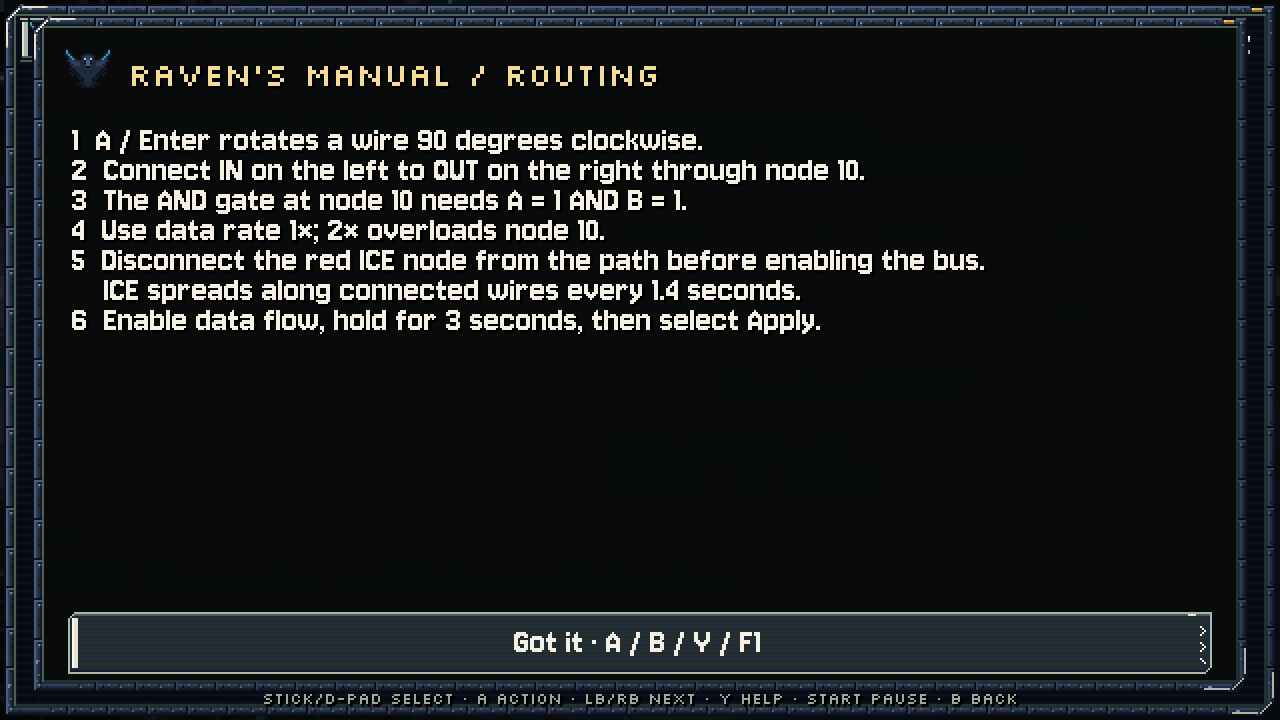 RAVEN'S MANUAL / ROUTING
1 A / Enter rotates a wire 90 degrees clockwise.
2 Connect IN on the left to OUT on the right through node 10.
3 The AND gate at node 10 needs A = 1 AND B = 1.
4 Use data rate 1×; 2× overloads node 10.
5 Disconnect the red ICE node from the path before enabling the bus.
ICE spreads along connected wires every 1.4 seconds.
6 Enable data flow, hold for 3 seconds, then select Apply.
Got it · A / B / Y / F1
STICK/D-PAD SELECT · A ACTION · LB/RB NEXT · Y HELP · START PAUSE · B BACK